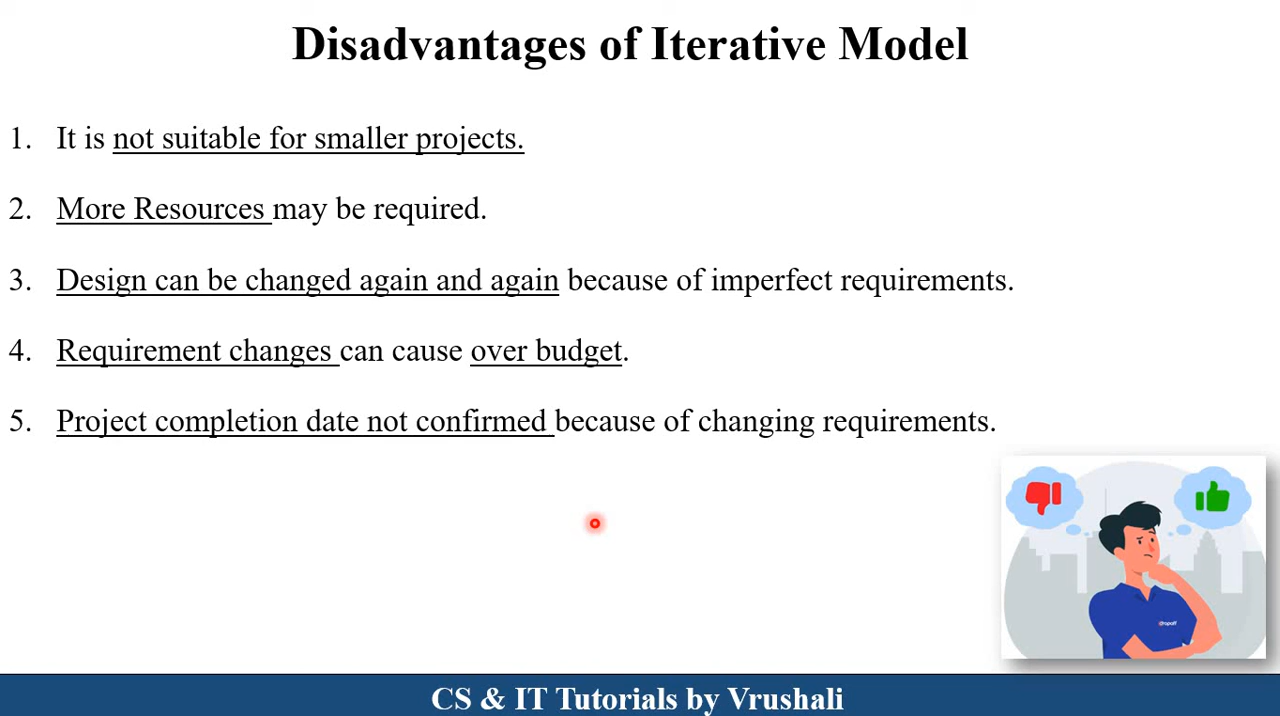 Disadvantages of Iterative Model
1. It is not suitable for smaller projects.
2. More Resources may be required.
3. Design can be changed again and again because of imperfect requirements.
4. Requirement changes can cause over budget.
5. Project completion date not confirmed because of changing requirements.
CS & IT Tutorials by Vrushali